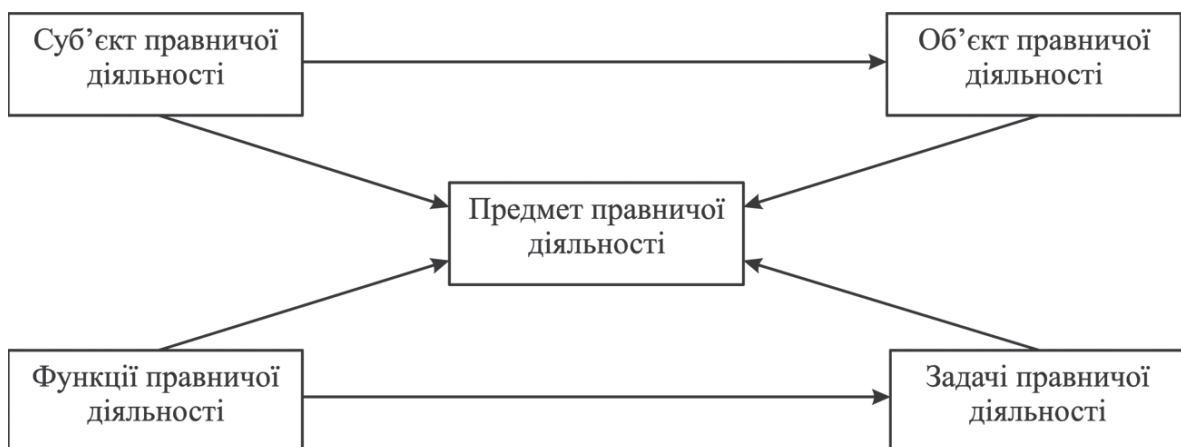 Суб’єкт правничої
діяльності
Об’єкт правничої
діяльності
Предмет правничої
діяльності
Функції правничої
діяльності
Задачі правничої
діяльності